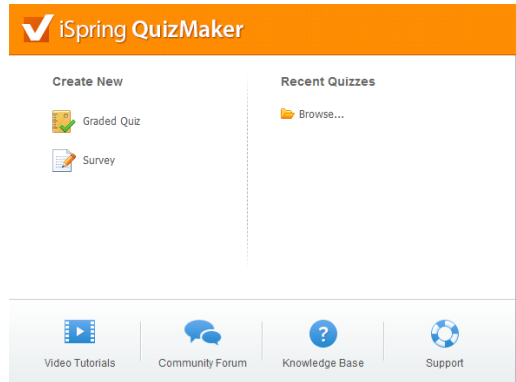 iSpring QuizMaker
Create New
Graded Quiz
Survey
Recent Quizzes
Browse...
Video Tutorials
Community Forum
Knowledge Base
Support